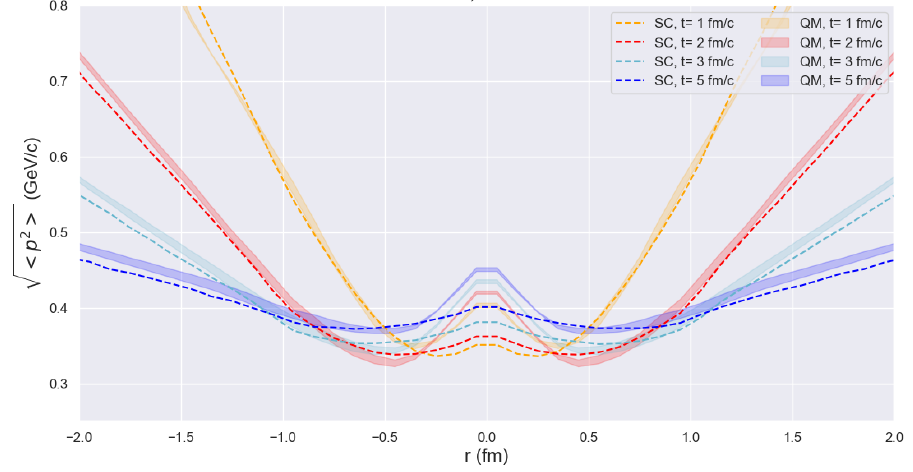 0.8
0.7
0.6
0.5
0.4
0.3
√< p² > (GeV/c)
SC, t= 1 fm/c
SC, t= 2 fm/c
SC, t= 3 fm/c
SC, t= 5 fm/c
QM, t= 1 fm/c
QM, t= 2 fm/c
QM, t= 3 fm/c
QM, t= 5 fm/c
−2.0 −1.5 −1.0 −0.5 0.0 0.5 1.0 1.5 2.0
r (fm)